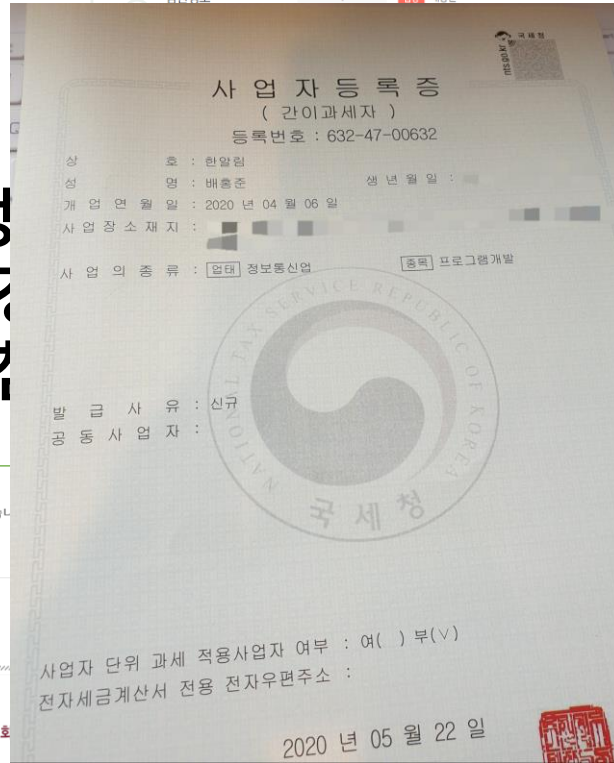 국세청
nts.go.kr
사업자등록증
( 간이과세자 )
등록번호 : 632-47-00632
상 호 : 한알림
성 명 : 배홍준 생년월일 :
개업연월일 : 2020 년 04 월 06 일
사업장소재지 :
사업의종류 : 업태 정보통신업 종목 프로그램개발
NATIONAL TAX SERVICE REPUBLIC OF KOREA
발급사유 : 신규
공동사업자 :
국세청
사업자 단위 과세 적용사업자 여부 : 여( ) 부(∨)
전자세금계산서 전용 전자우편주소 :
2020 년 05 월 22 일